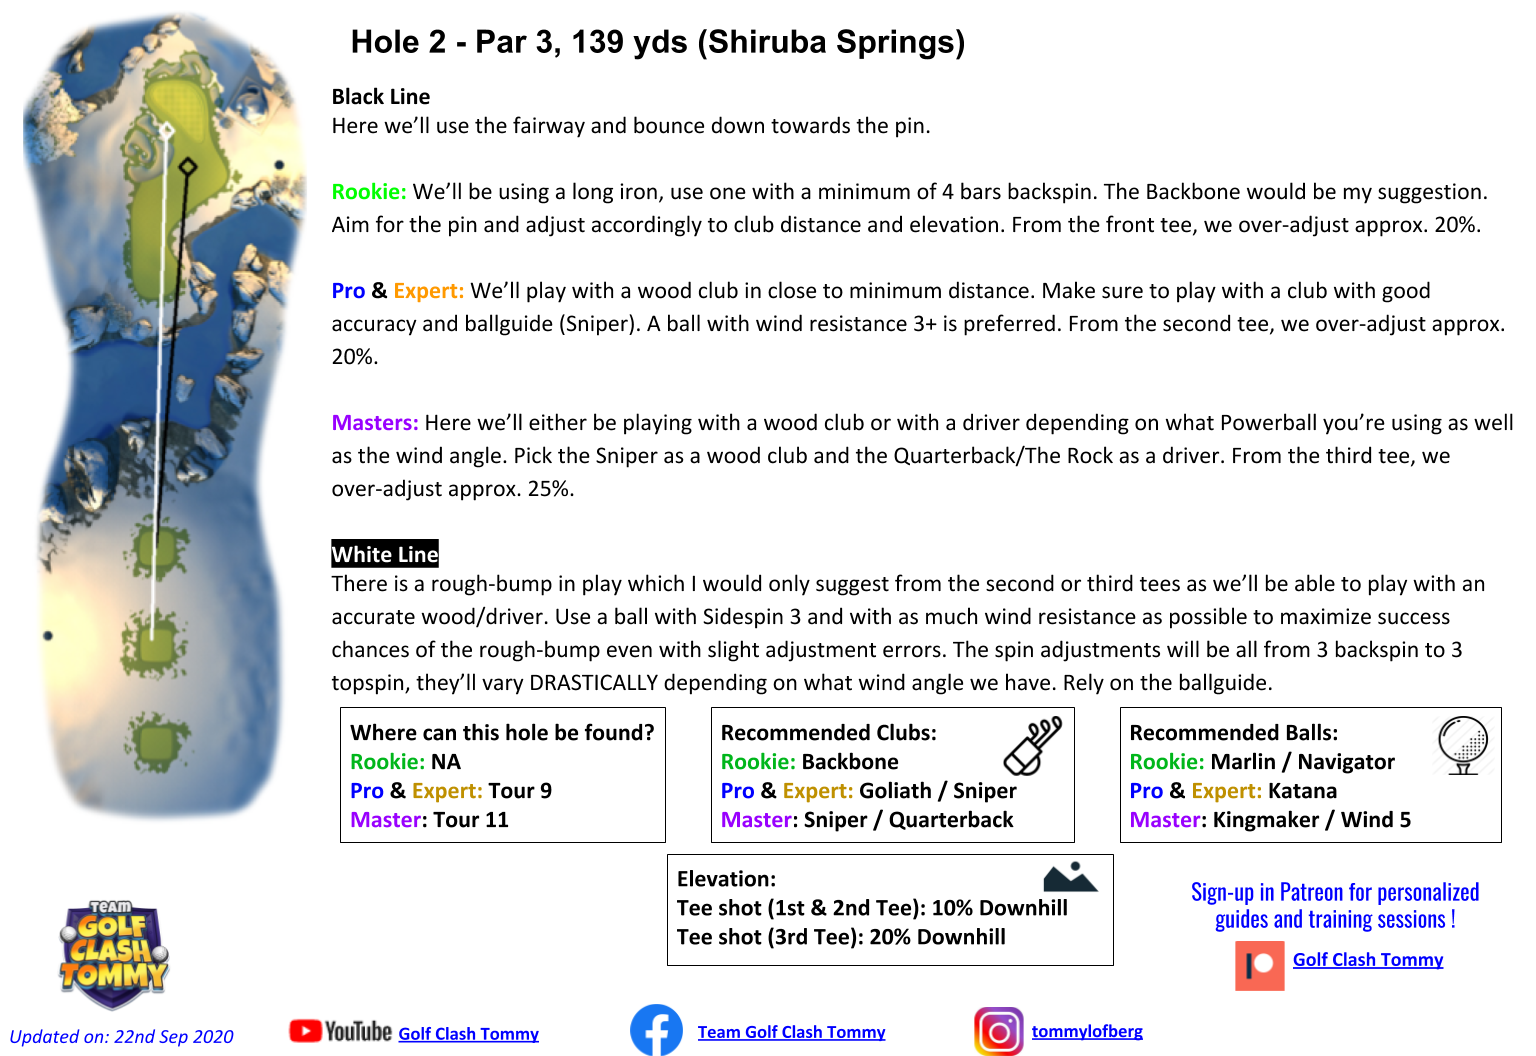 Hole 2 - Par 3, 139 yds (Shiruba Springs)
Black Line
Here we’ll use the fairway and bounce down towards the pin.
Rookie: We’ll be using a long iron, use one with a minimum of 4 bars backspin. The Backbone would be my suggestion.
Aim for the pin and adjust accordingly to club distance and elevation. From the front tee, we over-adjust approx. 20%.
Pro & Expert: We’ll play with a wood club in close to minimum distance. Make sure to play with a club with good
accuracy and ballguide (Sniper). A ball with wind resistance 3+ is preferred. From the second tee, we over-adjust approx.
20%.
Masters: Here we’ll either be playing with a wood club or with a driver depending on what Powerball you’re using as well
as the wind angle. Pick the Sniper as a wood club and the Quarterback/The Rock as a driver. From the third tee, we
over-adjust approx. 25%.
White Line
There is a rough-bump in play which I would only suggest from the second or third tees as we’ll be able to play with an
accurate wood/driver. Use a ball with Sidespin 3 and with as much wind resistance as possible to maximize success
chances of the rough-bump even with slight adjustment errors. The spin adjustments will be all from 3 backspin to 3
topspin, they’ll vary DRASTICALLY depending on what wind angle we have. Rely on the ballguide.
Where can this hole be found?
Rookie: NA
Pro & Expert: Tour 9
Master: Tour 11
Recommended Clubs:
Rookie: Backbone
Pro & Expert: Goliath / Sniper
Master: Sniper / Quarterback
Recommended Balls:
Rookie: Marlin / Navigator
Pro & Expert: Katana
Master: Kingmaker / Wind 5
Elevation:
Tee shot (1st & 2nd Tee): 10% Downhill
Tee shot (3rd Tee): 20% Downhill
Sign-up in Patreon for personalized
guides and training sessions !
Golf Clash Tommy
TEAM
GOLF
CLASH
TOMMY
Updated on: 22nd Sep 2020
YouTube Golf Clash Tommy
Team Golf Clash Tommy
tommylofberg